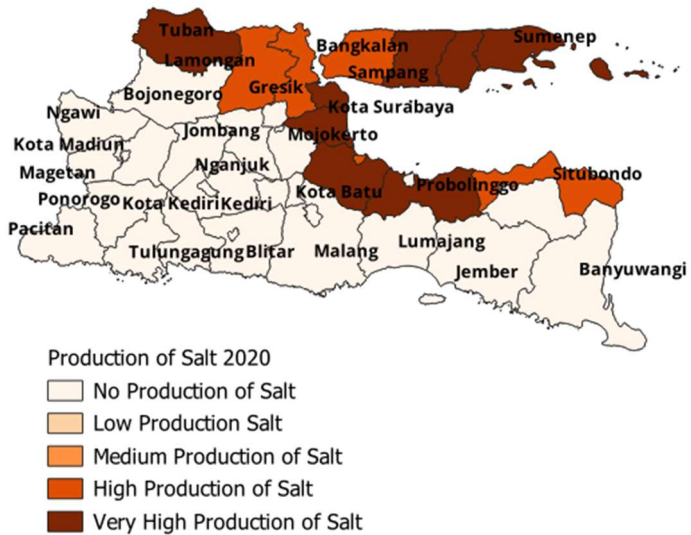 Tuban
Sumenep
Bangkalan
Lamongan
Sampang
Gresik
Bojonegoro
Kota Surabaya
Ngawi
Jombang
Mojokerto
Kota Madiun
Nganjuk
Magetan
Situbondo
Probolinggo
Kota Batu
Ponorogo
Kota Kediri
Kediri
Pacitan
Lumajang
Tulungagung
Blitar
Malang
Jember
Banyuwangi
Production of Salt 2020
No Production of Salt
Low Production Salt
Medium Production of Salt
High Production of Salt
Very High Production of Salt